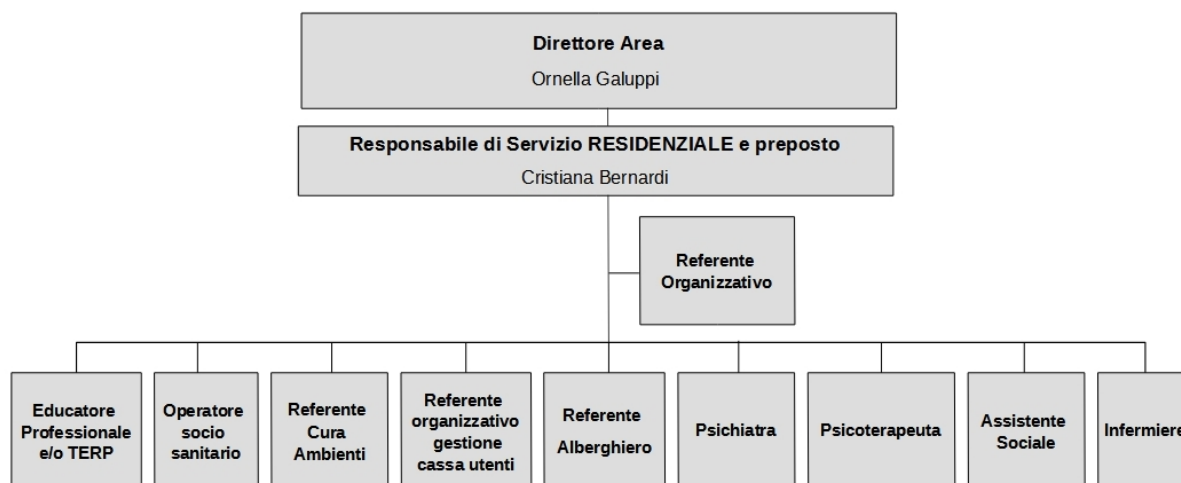 Direttore Area
Ornella Galuppi
Responsabile di Servizio RESIDENZIALE e preposto
Cristiana Bernardi
Referente
Organizzativo
Educatore
Professionale
e/o TERP
Operatore
socio
sanitario
Referente
Cura
Ambienti
Referente
organizzativo
gestione
cassa utenti
Referente
Alberghiero
Psichiatra
Psicoterapeuta
Assistente
Sociale
Infermiere